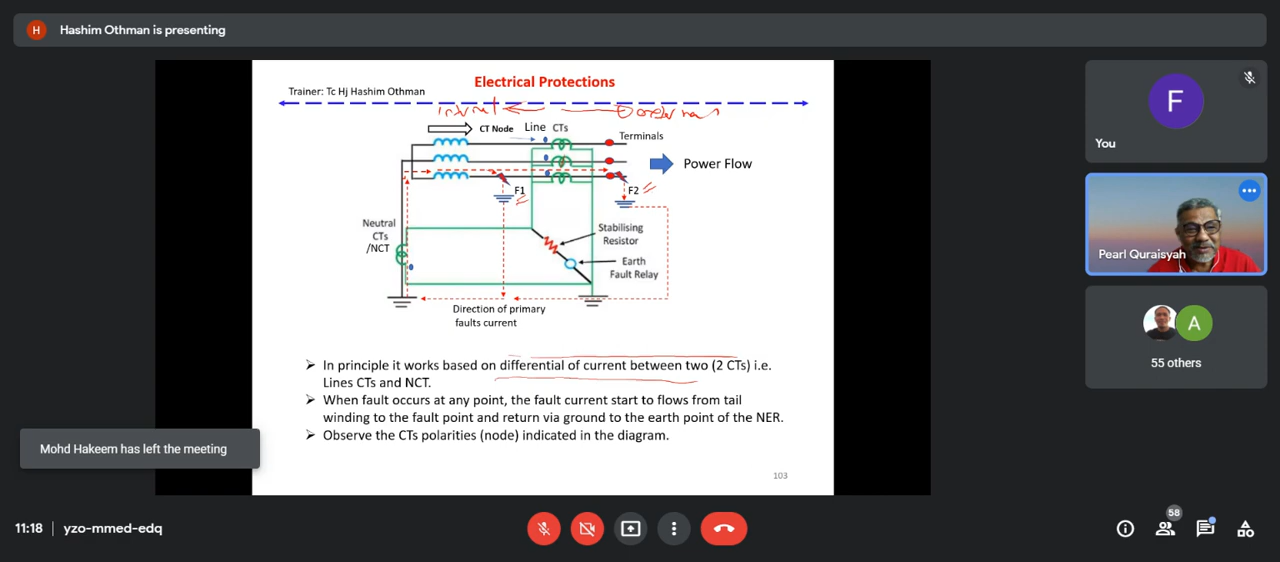 H
Hashim Othman is presenting
Electrical Protections
Trainer: Tc Hj Hashim Othman
CT Node
Line CTs
Terminals
Power Flow
F1
F2
Neutral
CTs
/NCT
Stabilising
Resistor
Earth
Fault Relay
Direction of primary
faults current
➢ In principle it works based on differential of current between two (2 CTs) i.e.
Lines CTs and NCT.
➢ When fault occurs at any point, the fault current start to flows from tail
winding to the fault point and return via ground to the earth point of the NER.
➢ Observe the CTs polarities (node) indicated in the diagram.
103
F
You
Pearl Quraisyah
A
55 others
Mohd Hakeem has left the meeting
11:18 | yzo-mmed-edq
58